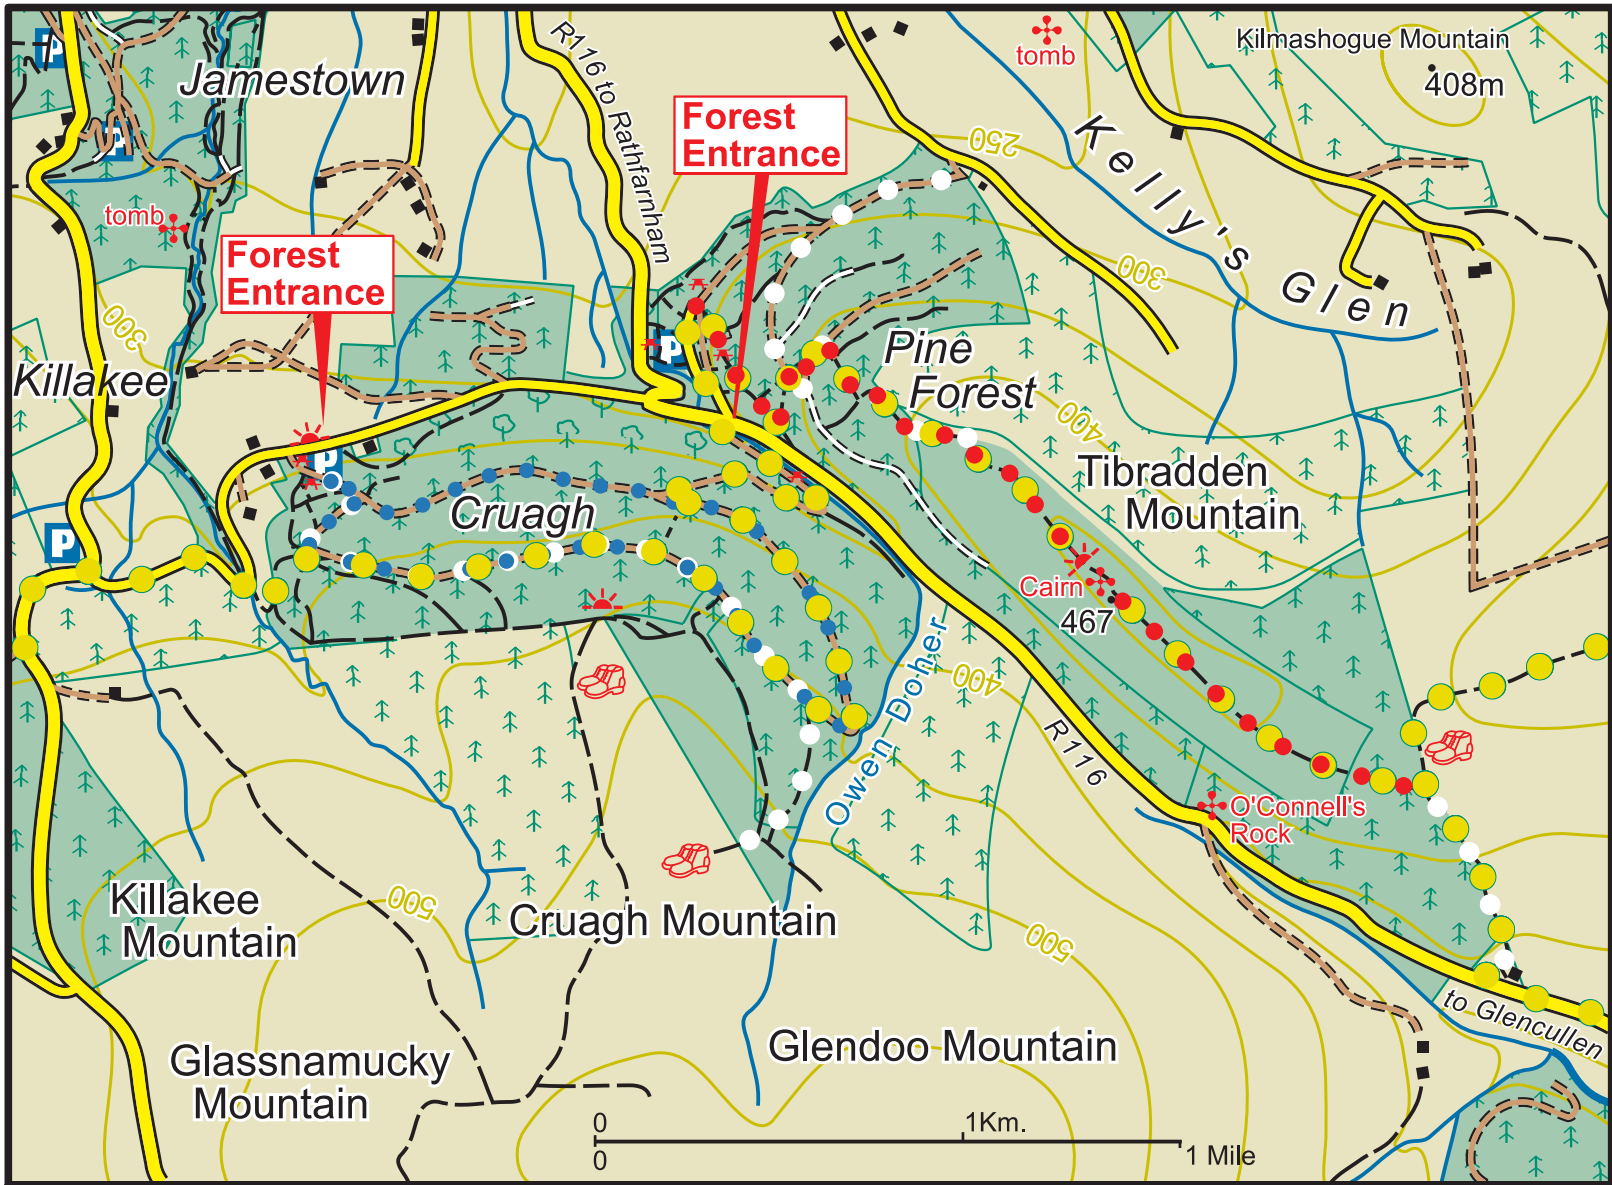 P
Jamestown
R116 to Rathfarnham
tomb
Kilmashogue Mountain
408m
P
Forest
Entrance
250
Kelly's Glen
tomb
Forest
Entrance
300
300
Killakee
P
Pine
Forest
400
P
Cruagh
Tibradden
Mountain
P
Cairn
467
Owen Doher
400
R116
O'Connell's
Rock
Killakee
Mountain
500
Cruagh Mountain
500
to Glencullen
Glassnamucky
Mountain
Glendoo Mountain
0
1Km.
0
1 Mile